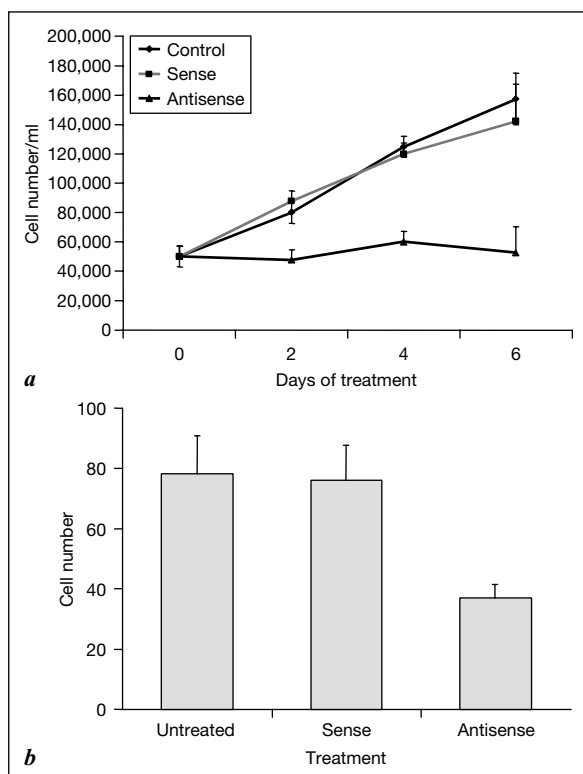 200,000
180,000
160,000
140,000
120,000
100,000
80,000
60,000
40,000
20,000
0
Cell number/ml
Control
Sense
Antisense
0 2 4 6
Days of treatment
a
100
80
60
40
20
0
Cell number
Untreated Sense Antisense
Treatment
b